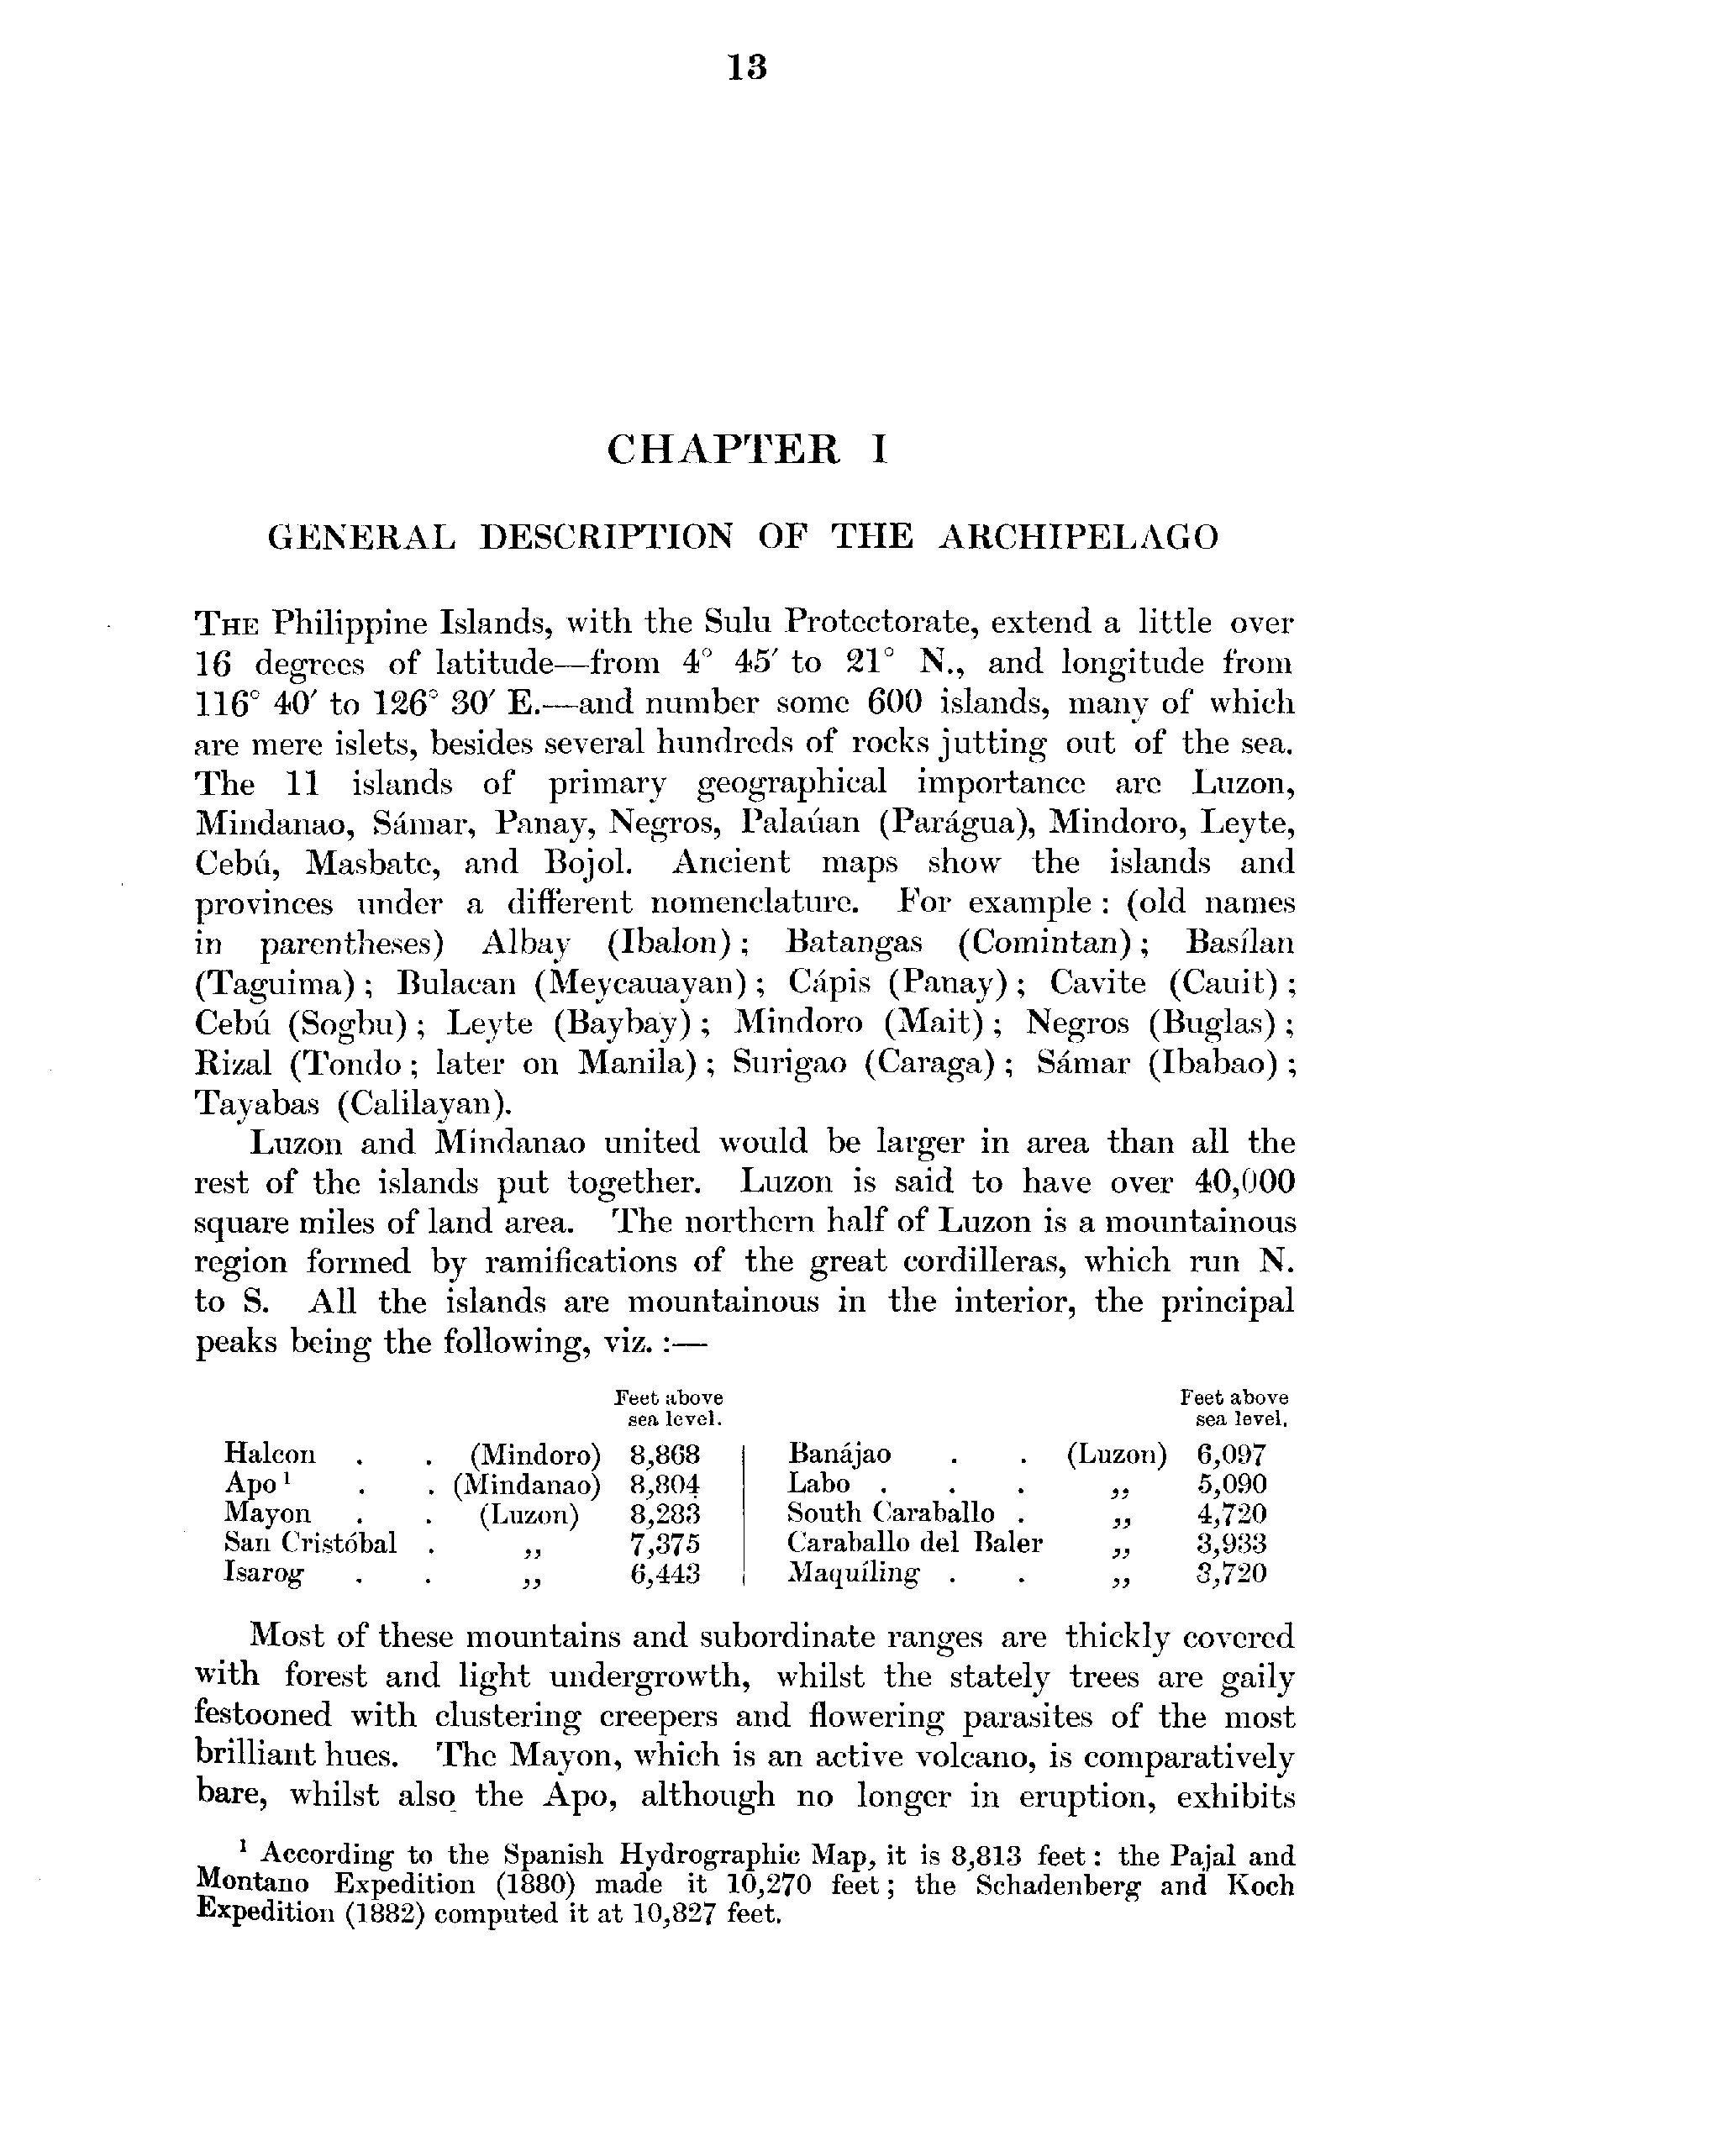 13
CHAPTER I
GENERAL DESCRIPTION OF THE ARCHIPELAGO
THE Philippine Islands, with the Sulu Protectorate, extend a little over
16 degrees of latitude—from 4° 45′ to 21° N., and longitude from
116° 40′ to 126° 30′ E.—and number some 600 islands, many of which
are mere islets, besides several hundreds of rocks jutting out of the sea.
The 11 islands of primary geographical importance are Luzon,
Mindanao, Sámar, Panay, Negros, Palaúan (Parágua), Mindoro, Leyte,
Cebú, Masbate, and Bojol. Ancient maps show the islands and
provinces under a different nomenclature. For example : (old names
in parentheses) Albay (Ibalon) ; Batangas (Comintan) ; Basílan
(Taguima) ; Bulacan (Meycauayan) ; Cápis (Panay) ; Cavite (Cauit) ;
Cebú (Sogbu) ; Leyte (Baybay) ; Mindoro (Mait) ; Negros (Buglas) ;
Rizal (Tondo ; later on Manila) ; Surigao (Caraga) ; Sámar (Ibabao) ;
Tayabas (Calilayan).
Luzon and Mindanao united would be larger in area than all the
rest of the islands put together. Luzon is said to have over 40,000
square miles of land area. The northern half of Luzon is a mountainous
region formed by ramifications of the great cordilleras, which run N.
to S. All the islands are mountainous in the interior, the principal
peaks being the following, viz. :—
Feet above sea level. Feet above sea level.
Halcon . . (Mindoro) 8,868 Banájao . . (Luzon) 6,097
Apo ¹ . . (Mindanao) 8,804 Labo . . . „ 5,090
Mayon . . (Luzon) 8,283 South Caraballo . „ 4,720
San Cristóbal . „ 7,375 Caraballo del Baler „ 3,933
Isarog . . „ 6,443 Maquíling . . „ 3,720
Most of these mountains and subordinate ranges are thickly covered
with forest and light undergrowth, whilst the stately trees are gaily
festooned with clustering creepers and flowering parasites of the most
brilliant hues. The Mayon, which is an active volcano, is comparatively
bare, whilst also the Apo, although no longer in eruption, exhibits
¹ According to the Spanish Hydrographic Map, it is 8,813 feet : the Pajal and
Montano Expedition (1880) made it 10,270 feet ; the Schadenberg and Koch
Expedition (1882) computed it at 10,827 feet.